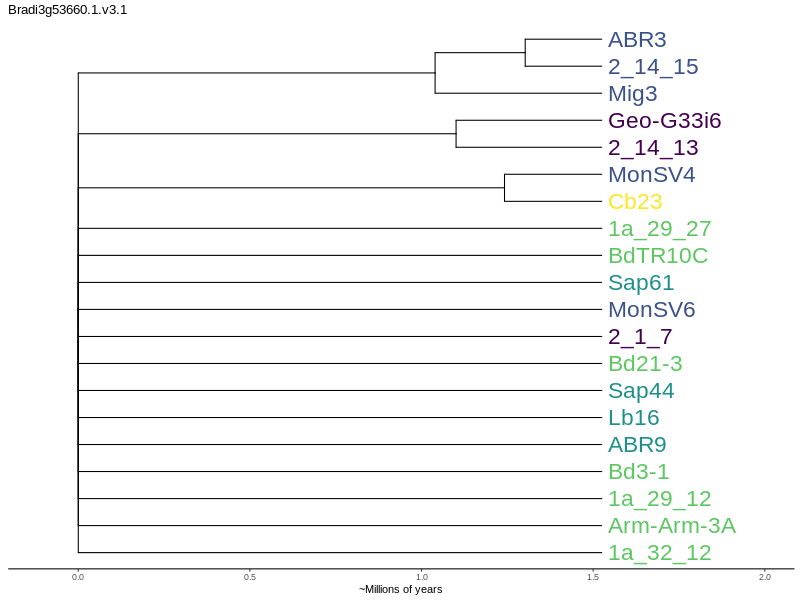 Bradi3g53660.1.v3.1
ABR3
2_14_15
Mig3
Geo-G33i6
2_14_13
MonSV4
Cb23
1a_29_27
BdTR10C
Sap61
MonSV6
2_1_7
Bd21-3
Sap44
Lb16
ABR9
Bd3-1
1a_29_12
Arm-Arm-3A
1a_32_12
0.0 0.5 1.0 1.5 2.0
~Millions of years